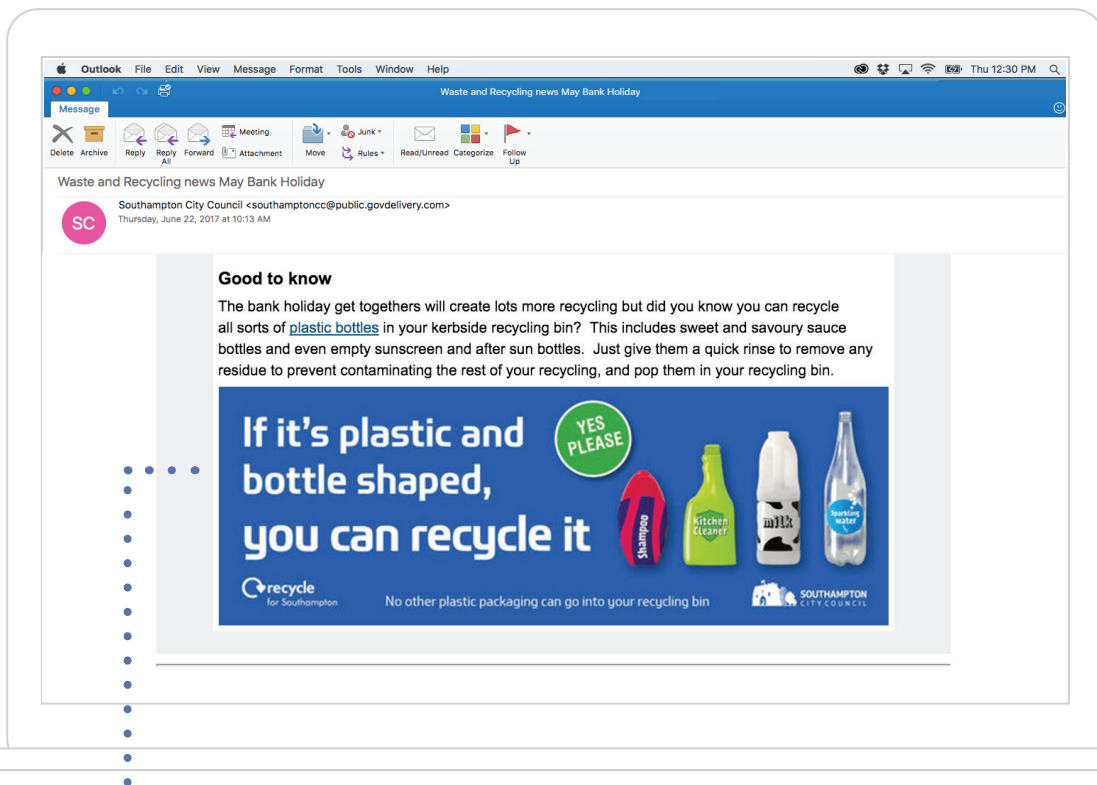 Outlook File Edit View Message Format Tools Window Help Thu 12:30 PM
Waste and Recycling news May Bank Holiday
Message
Meeting Junk
Delete Archive Reply Reply All Forward Attachment Move Rules Read/Unread Categorize Follow Up
Waste and Recycling news May Bank Holiday
SC
Southampton City Council <southamptoncc@public.govdelivery.com>
Thursday, June 22, 2017 at 10:13 AM
Good to know
The bank holiday get togethers will create lots more recycling but did you know you can recycle
all sorts of plastic bottles in your kerbside recycling bin? This includes sweet and savoury sauce
bottles and even empty sunscreen and after sun bottles. Just give them a quick rinse to remove any
residue to prevent contaminating the rest of your recycling, and pop them in your recycling bin.
If it's plastic and
bottle shaped,
you can recycle it
YES
PLEASE
Shampoo
Kitchen
Cleaner
milk
Sparkling
water
recycle
for Southampton
No other plastic packaging can go into your recycling bin
SOUTHAMPTON
CITY COUNCIL